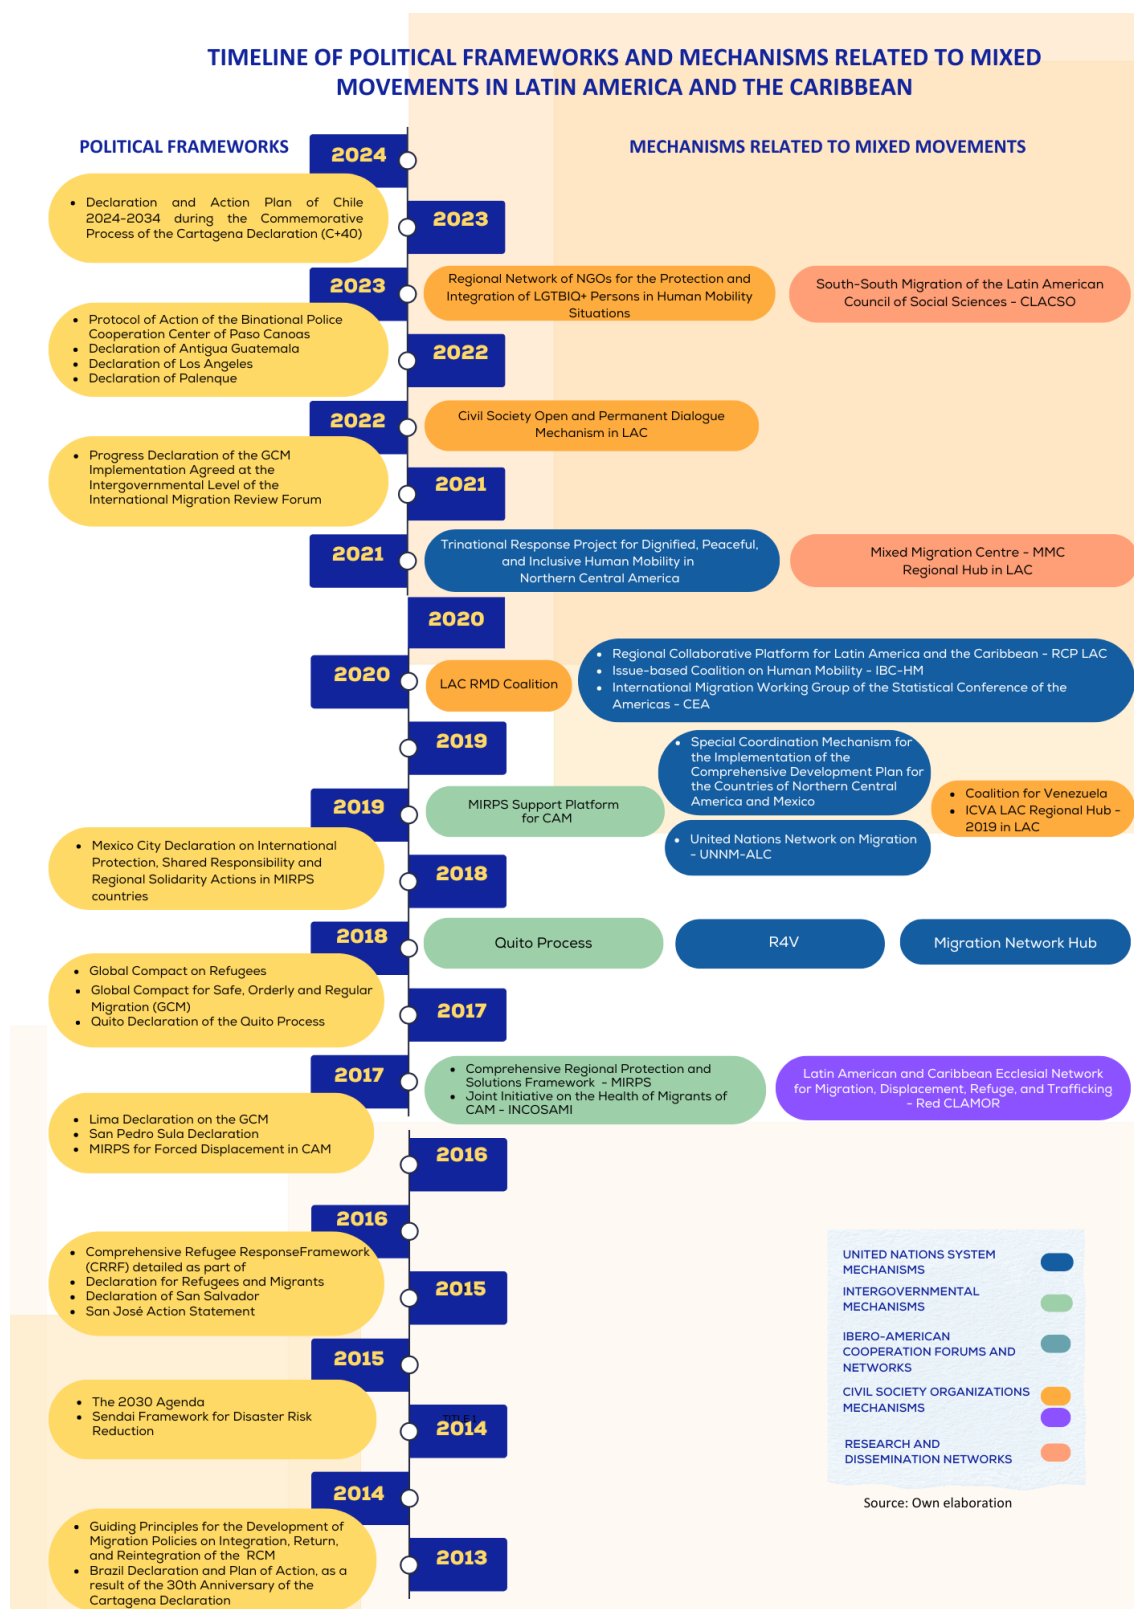 TIMELINE OF POLITICAL FRAMEWORKS AND MECHANISMS RELATED TO MIXED
MOVEMENTS IN LATIN AMERICA AND THE CARIBBEAN
POLITICAL FRAMEWORKS
MECHANISMS RELATED TO MIXED MOVEMENTS
2024
• Declaration and Action Plan of Chile
2024-2034 during the Commemorative
Process of the Cartagena Declaration (C+40)
2023
2023
Regional Network of NGOs for the Protection and
Integration of LGTBIQ+ Persons in Human Mobility
Situations
South-South Migration of the Latin American
Council of Social Sciences - CLACSO
• Protocol of Action of the Binational Police
Cooperation Center of Paso Canoas
• Declaration of Antigua Guatemala
• Declaration of Los Angeles
• Declaration of Palenque
2022
2022
Civil Society Open and Permanent Dialogue
Mechanism in LAC
• Progress Declaration of the GCM
Implementation Agreed at the
Intergovernmental Level of the
International Migration Review Forum
2021
2021
Trinational Response Project for Dignified, Peaceful,
and Inclusive Human Mobility in
Northern Central America
Mixed Migration Centre - MMC
Regional Hub in LAC
2020
2020
LAC RMD Coalition
• Regional Collaborative Platform for Latin America and the Caribbean - RCP LAC
• Issue-based Coalition on Human Mobility - IBC-HM
• International Migration Working Group of the Statistical Conference of the
Americas - CEA
2019
• Special Coordination Mechanism for
the Implementation of the
Comprehensive Development Plan for
the Countries of Northern Central
America and Mexico
2019
MIRPS Support Platform
for CAM
• Coalition for Venezuela
• ICVA LAC Regional Hub -
2019 in LAC
• United Nations Network on Migration
- UNNM-ALC
• Mexico City Declaration on International
Protection, Shared Responsibility and
Regional Solidarity Actions in MIRPS
countries
2018
2018
Quito Process
R4V
Migration Network Hub
• Global Compact on Refugees
• Global Compact for Safe, Orderly and Regular
Migration (GCM)
• Quito Declaration of the Quito Process
2017
2017
• Comprehensive Regional Protection and
Solutions Framework - MIRPS
• Joint Initiative on the Health of Migrants of
CAM - INCOSAMI
Latin American and Caribbean Ecclesial Network
for Migration, Displacement, Refuge, and Trafficking
- Red CLAMOR
• Lima Declaration on the GCM
• San Pedro Sula Declaration
• MIRPS for Forced Displacement in CAM
2016
2016
• Comprehensive Refugee ResponseFramework
(CRRF) detailed as part of
• Declaration for Refugees and Migrants
• Declaration of San Salvador
• San José Action Statement
2015
2015
• The 2030 Agenda
• Sendai Framework for Disaster Risk
Reduction
TITLE 1
2014
2014
• Guiding Principles for the Development of
Migration Policies on Integration, Return,
and Reintegration of the RCM
• Brazil Declaration and Plan of Action, as a
result of the 30th Anniversary of the
Cartagena Declaration
2013
UNITED NATIONS SYSTEM
MECHANISMS
INTERGOVERNMENTAL
MECHANISMS
IBERO-AMERICAN
COOPERATION FORUMS AND
NETWORKS
CIVIL SOCIETY ORGANIZATIONS
MECHANISMS
RESEARCH AND
DISSEMINATION NETWORKS
Source: Own elaboration